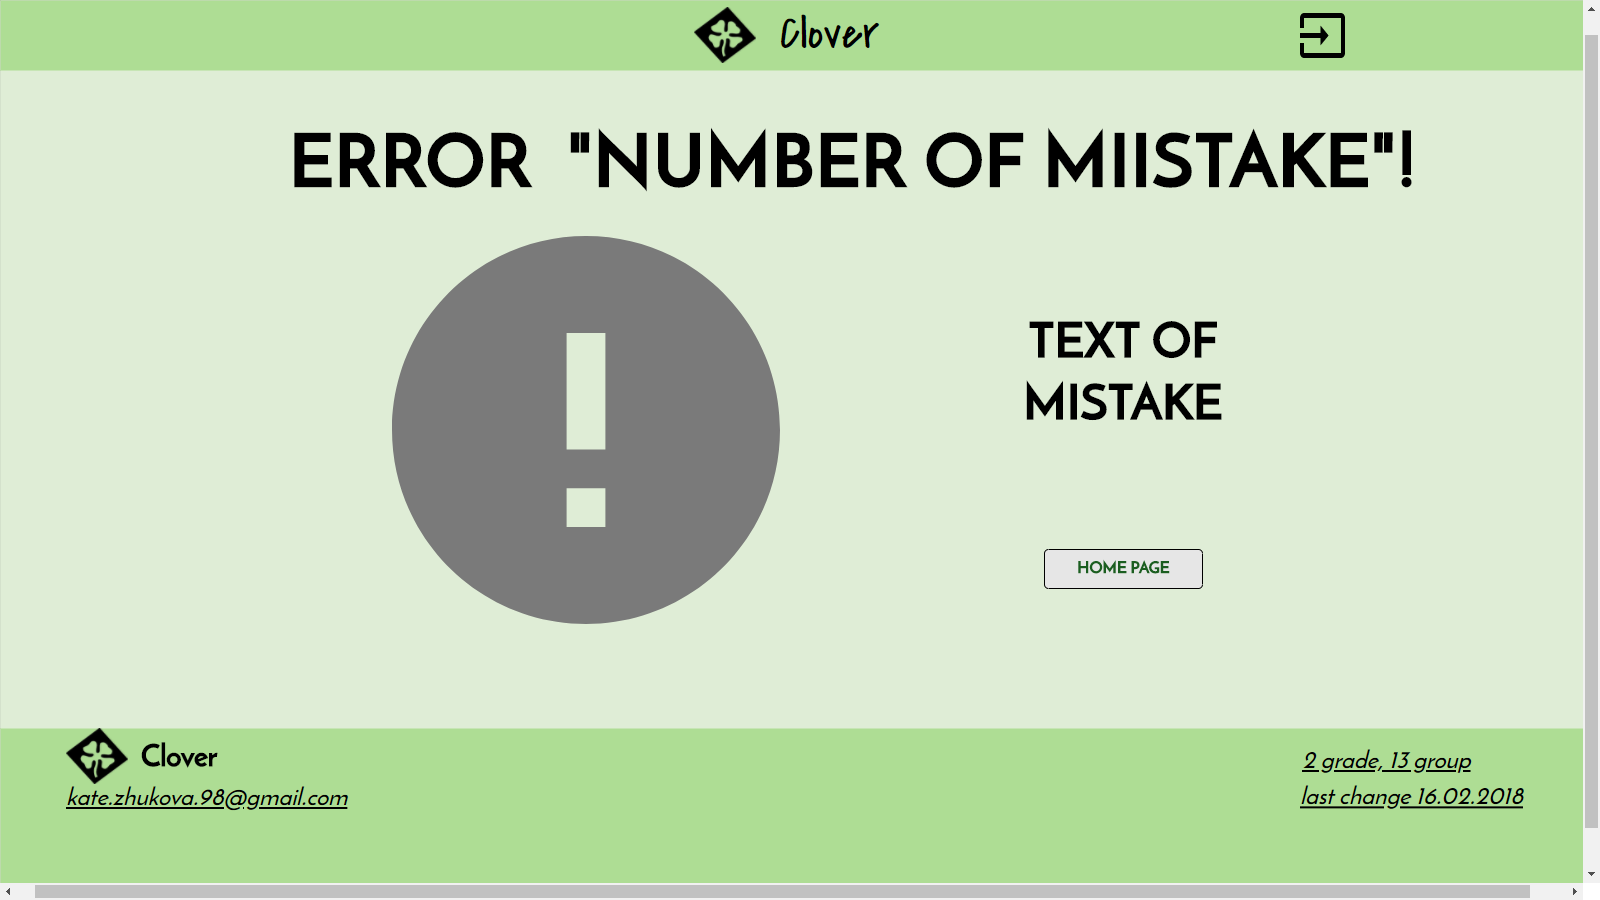 Clover
ERROR "NUMBER OF MIISTAKE"!
TEXT OF
MISTAKE
HOME PAGE
Clover
kate.zhukova.98@gmail.com
2 grade, 13 group
last change 16.02.2018